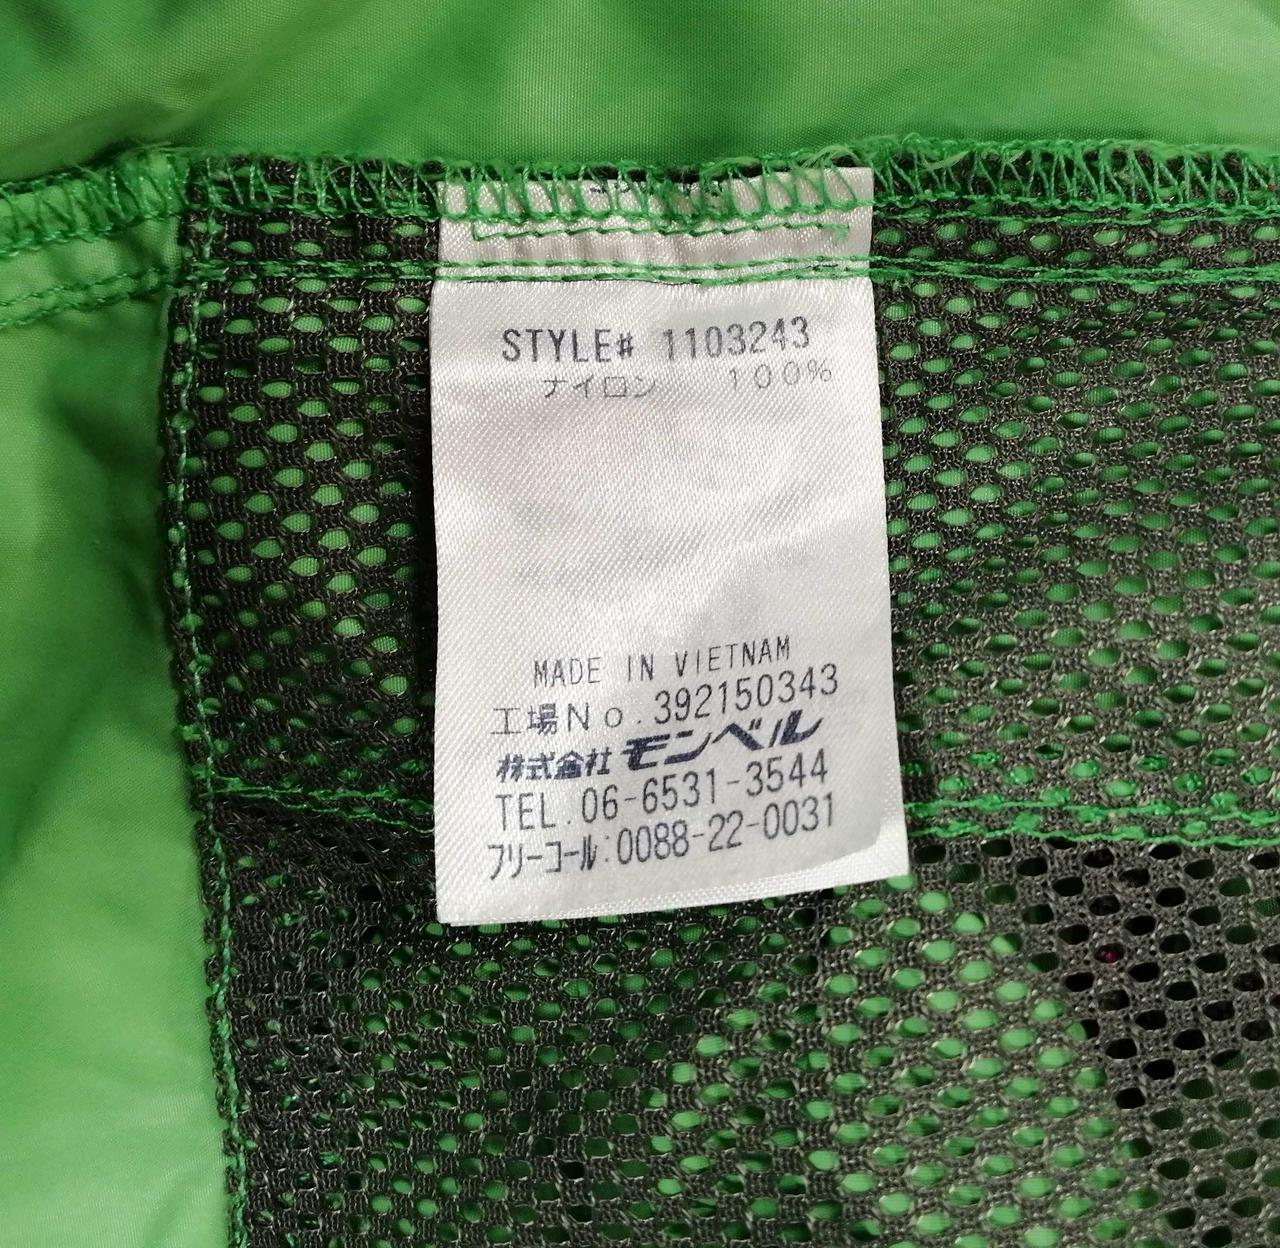 STYLE# 1103243
ナイロン 100%
MADE IN VIETNAM
工場No.392150343
株式会社モンベル
TEL.06-6531-3544
フリーコール:0088-22-0031